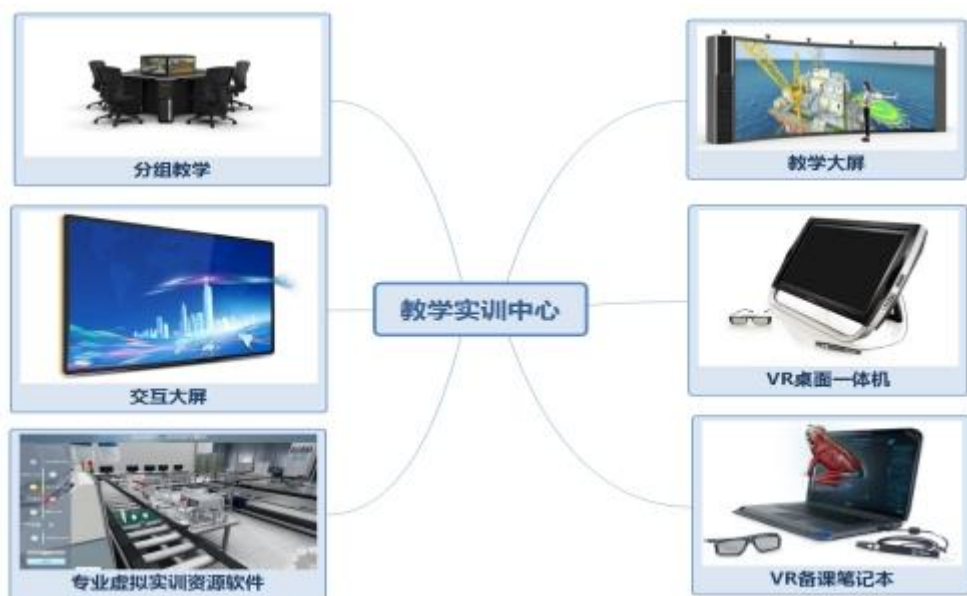 分组教学
教学大屏
交互大屏
教学实训中心
VR桌面一体机
专业虚拟实训资源软件
VR备课笔记本